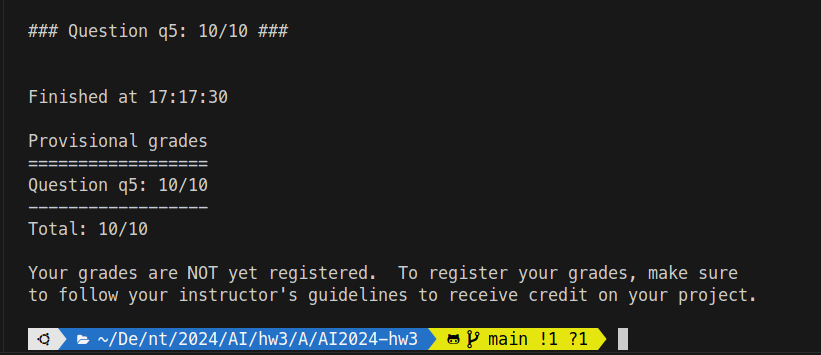 ### Question q5: 10/10 ###
Finished at 17:17:30
Provisional grades
==================
Question q5: 10/10
------------------
Total: 10/10
Your grades are NOT yet registered.  To register your grades, make sure
to follow your instructor's guidelines to receive credit on your project.
~/De/nt/2024/AI/hw3/A/AI2024-hw3 main !1 ?1